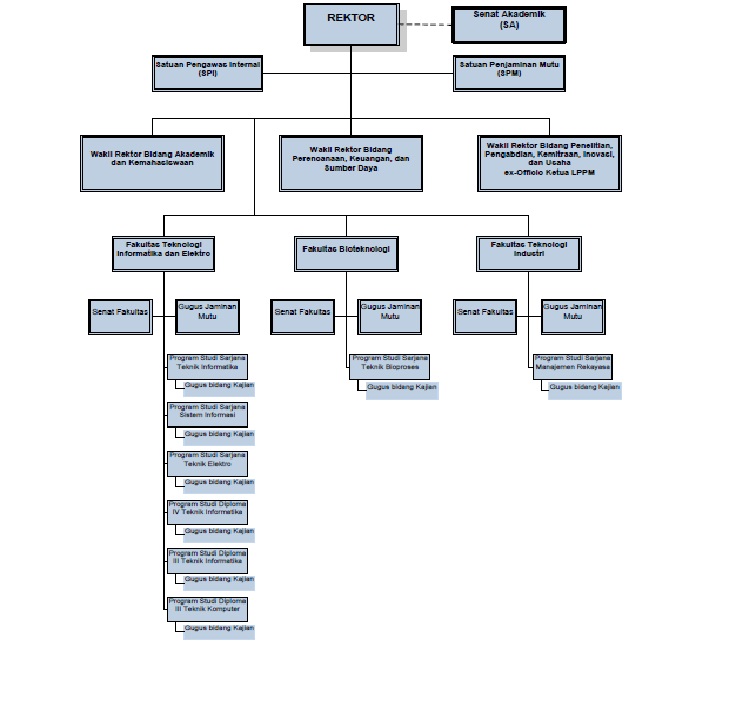 REKTOR
Senat Akademik
(SA)
Satuan Pengawas Internal
(SPI)
Satuan Penjaminan Mutu
(SPM)
Wakil Rektor Bidang Akademik
dan Kemahasiswaan
Wakil Rektor Bidang
Perencanaan, Keuangan, dan
Sumber Daya
Wakil Rektor Bidang Penelitian,
Pengabdian, Kemitraan, Inovasi,
dan Usaha
ex-Officio Ketua LPPM
Fakultas Teknologi
Informatika dan Elektro
Fakultas Bioteknologi
Fakultas Teknologi
Industri
Senat Fakultas
Gugus Jaminan
Mutu
Senat Fakultas
Gugus Jaminan
Mutu
Senat Fakultas
Gugus Jaminan
Mutu
Program Studi Sarjana
Teknik Informatika
Gugus bidang Kajian
Program Studi Sarjana
Sistem Informasi
Gugus bidang Kajian
Program Studi Sarjana
Teknik Elektro
Gugus bidang Kajian
Program Studi Diploma
IV Teknik Informatika
Gugus bidang Kajian
Program Studi Diploma
III Teknik Informatika
Gugus bidang Kajian
Program Studi Diploma
III Teknik Komputer
Gugus bidang Kajian
Program Studi Sarjana
Teknik Bioproses
Gugus bidang Kajian
Program Studi Sarjana
Manajemen Rekayasa
Gugus bidang Kajian